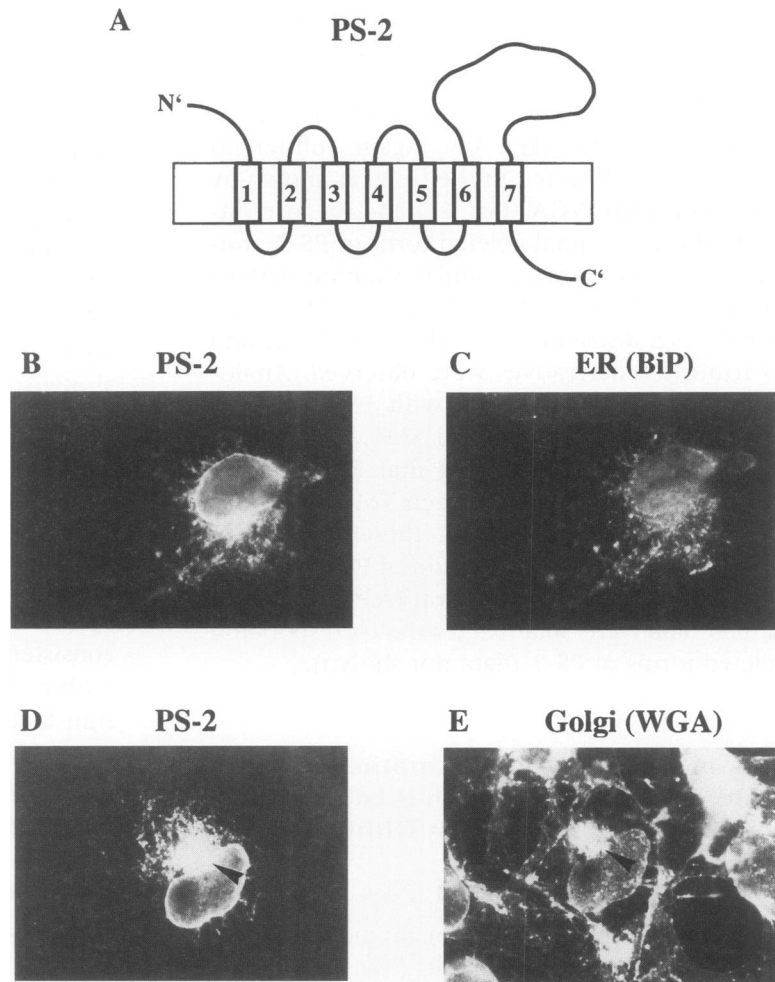 A
PS-2
N‘
1 2 3 4 5 6 7
C‘
B PS-2
C ER (BiP)
D PS-2
E Golgi (WGA)